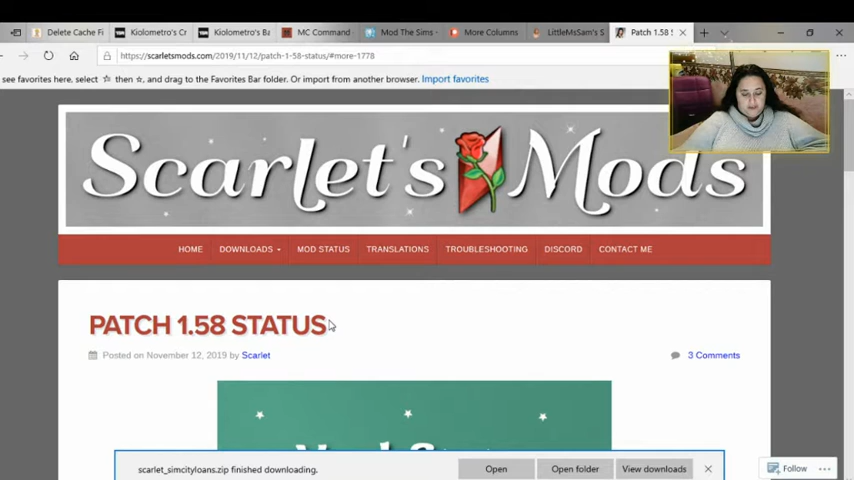 Delete Cache Fi
Kiolometro's Cr
Kiolometro's Ba
MC Command
Mod The Sims -
More Columns
LittleMsSam's S
Patch 1.58 S
https://scarletsmods.com/2019/11/12/patch-1-58-status/#more-1778
see favorites here, select ☆ then ☆, and drag to the Favorites Bar folder. Or import from another browser. Import favorites
Scarlet's Mods
HOME DOWNLOADS MOD STATUS TRANSLATIONS TROUBLESHOOTING DISCORD CONTACT ME
PATCH 1.58 STATUS
Posted on November 12, 2019 by Scarlet
3 Comments
scarlet_simcityloans.zip finished downloading.
Open
Open folder
View downloads
Follow